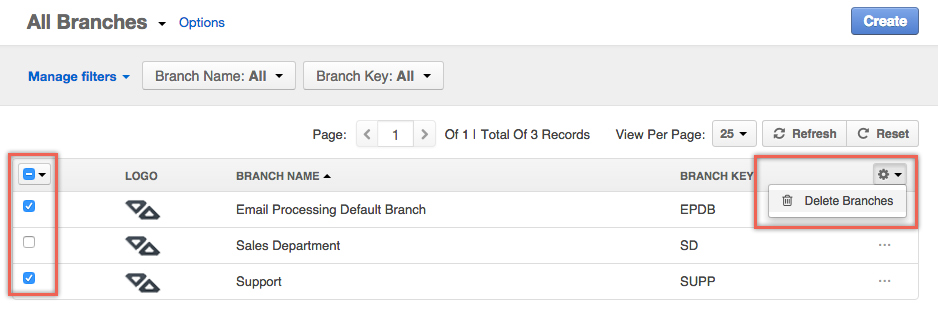 All Branches Options Create
Manage filters Branch Name: All Branch Key: All
Page: 1 Of 1 | Total Of 3 Records View Per Page: 25 Refresh Reset
LOGO BRANCH NAME BRANCH KEY
Email Processing Default Branch EPDB Delete Branches
Sales Department SD ...
Support SUPP ...